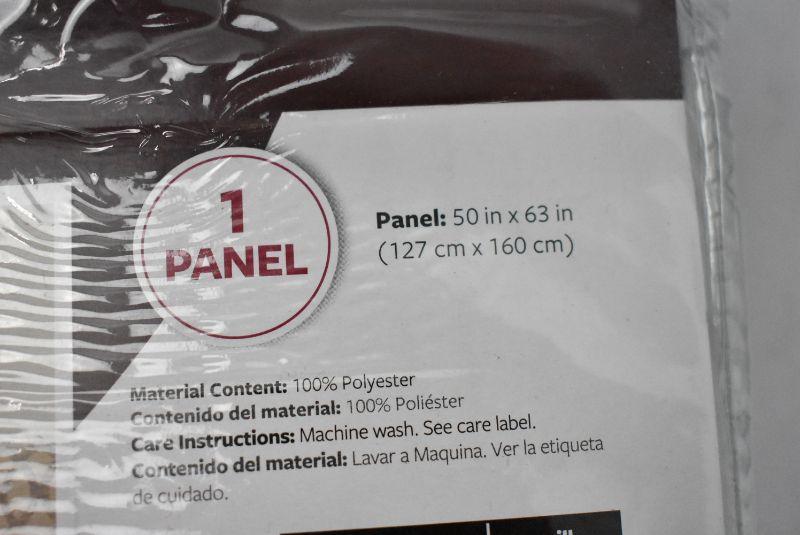 1
PANEL
Panel: 50 in x 63 in
(127 cm x 160 cm)
Material Content: 100% Polyester
Contenido del material: 100% Poliéster
Care Instructions: Machine wash. See care label.
Contenido del material: Lavar a Maquina. Ver la etiqueta
de cuidado.